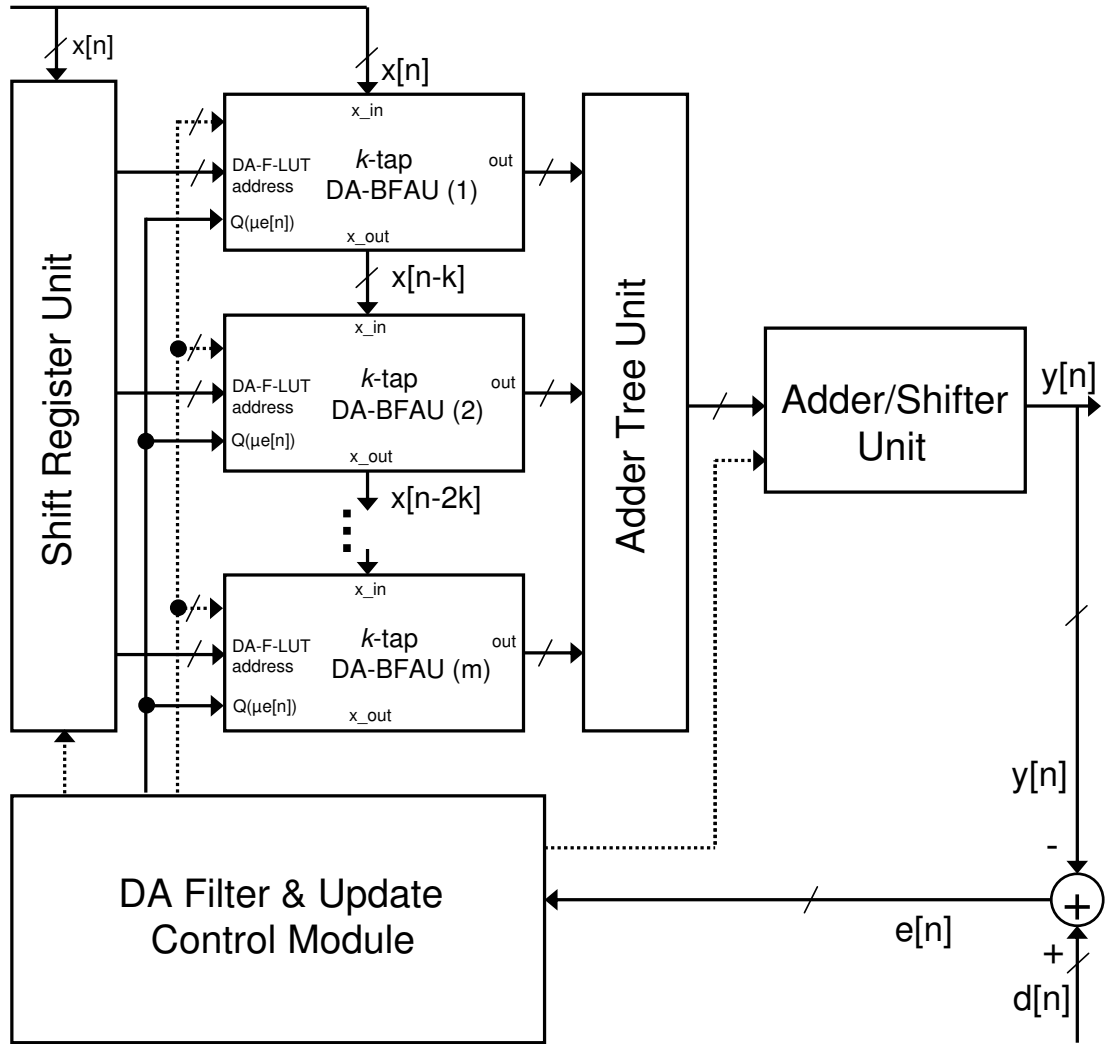 x[n]
x[n]
Shift Register Unit
x_in
DA-F-LUT
address
k-tap
DA-BFAU (1)
out
Q(μe[n])
x_out
x[n-k]
x_in
DA-F-LUT
address
k-tap
DA-BFAU (2)
out
Q(μe[n])
x_out
x[n-2k]
x_in
DA-F-LUT
address
k-tap
DA-BFAU (m)
out
Q(μe[n])
x_out
Adder Tree Unit
Adder/Shifter
Unit
y[n]
y[n]
-
+
e[n]
+
d[n]
DA Filter & Update
Control Module